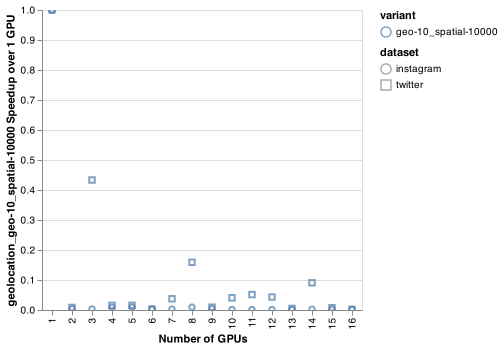 geolocation_geo-10_spatial-10000 Speedup over 1 GPU
1.0
0.9
0.8
0.7
0.6
0.5
0.4
0.3
0.2
0.1
0.0
1 2 3 4 5 6 7 8 9 10 11 12 13 14 15 16
Number of GPUs
variant
geo-10_spatial-10000
dataset
instagram
twitter